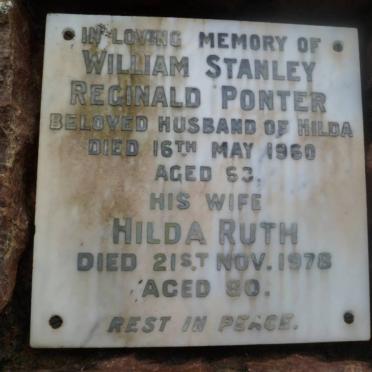 IN LOVING MEMORY OF
WILLIAM STANLEY
REGINALD PONTER
BELOVED HUSBAND OF HILDA
DIED 16TH MAY 1960
AGED 63.
HIS WIFE
HILDA RUTH
DIED 21ST NOV. 1978
AGED 80.
REST IN PEACE.